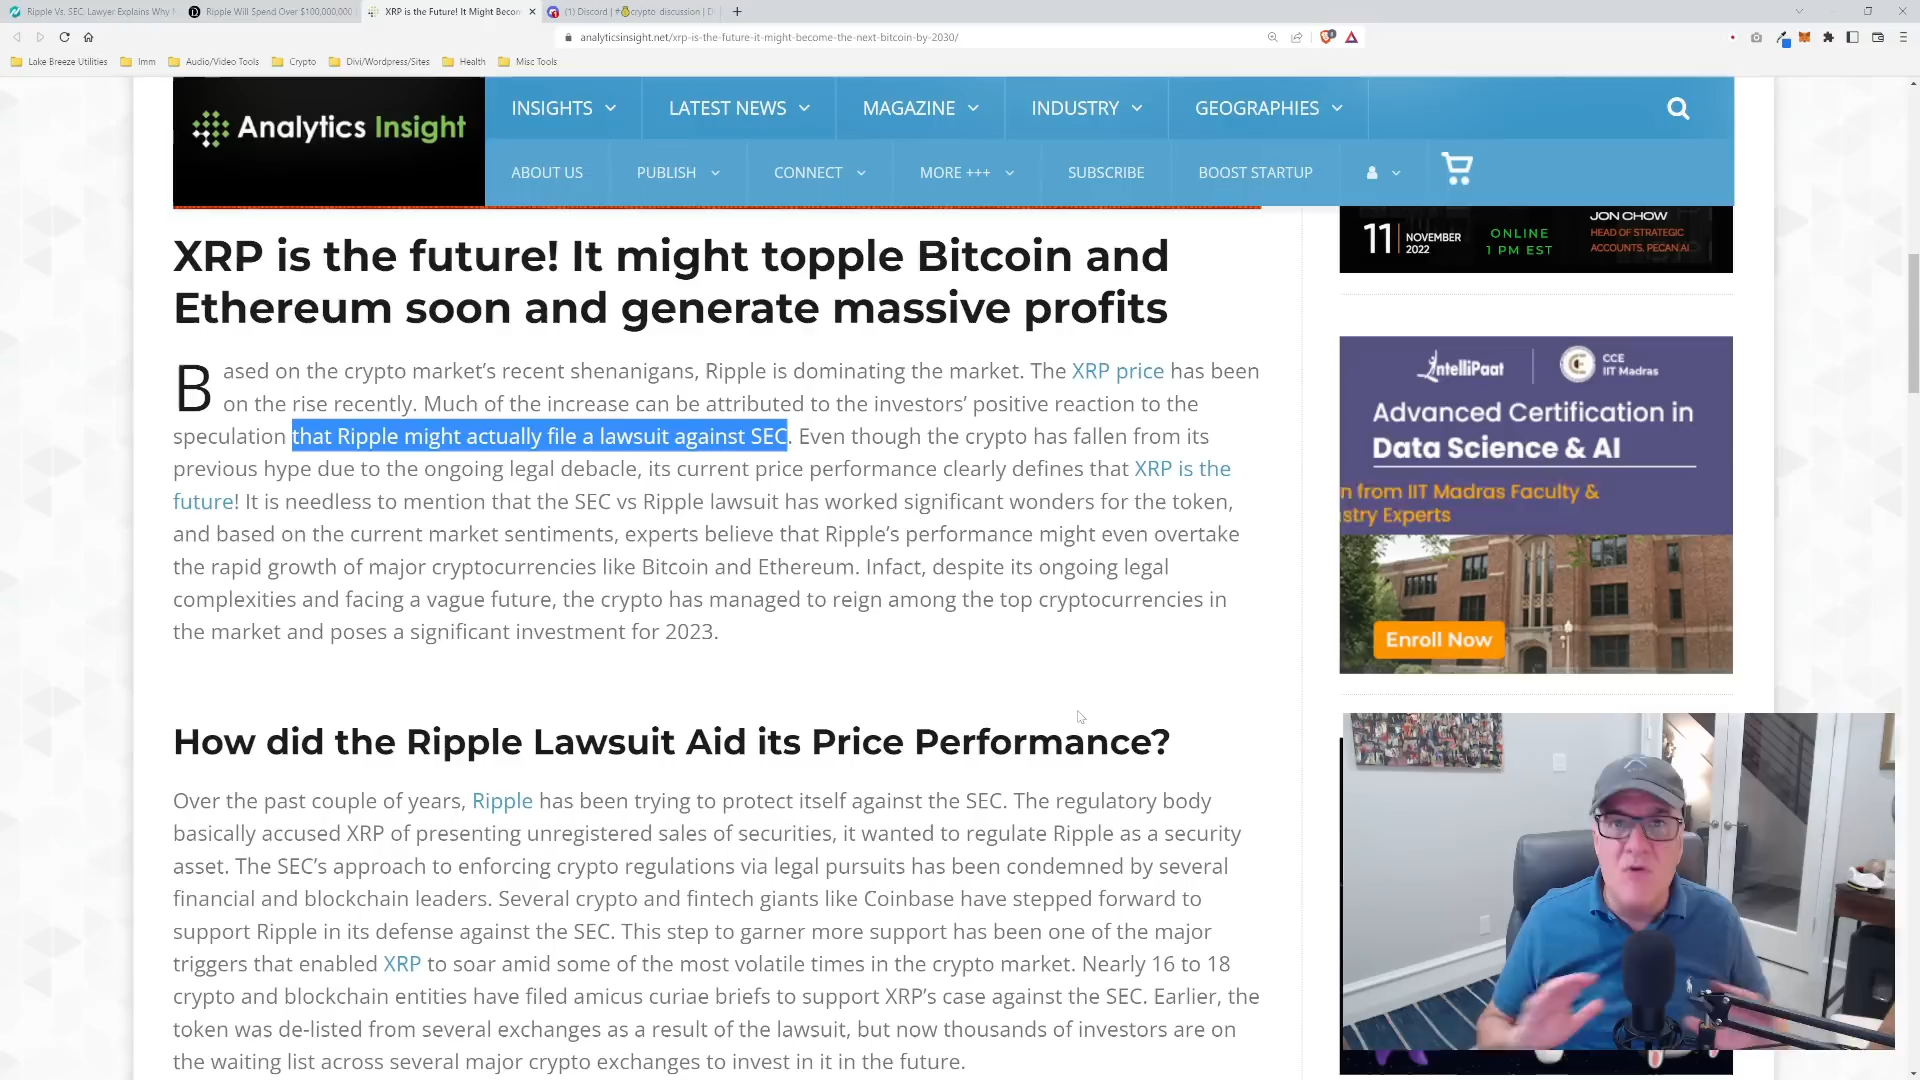 Ripple Vs. SEC: Lawyer Explains Why
Ripple Will Spend Over $100,000,000
XRP is the Future! It Might Becom
(1) Discord | #💰crypto discussion | D
analyticsinsight.net/xrp-is-the-future-it-might-become-the-next-bitcoin-by-2030/
Lake Breeze Utilities
Imm
Audio/Video Tools
Crypto
Divi/Wordpress/Sites
Health
Misc Tools
Analytics Insight
INSIGHTS
LATEST NEWS
MAGAZINE
INDUSTRY
GEOGRAPHIES
ABOUT US
PUBLISH
CONNECT
MORE +++
SUBSCRIBE
BOOST STARTUP
XRP is the future! It might topple Bitcoin and
Ethereum soon and generate massive profits
Based on the crypto market’s recent shenanigans, Ripple is dominating the market. The XRP price has been
on the rise recently. Much of the increase can be attributed to the investors’ positive reaction to the
speculation that Ripple might actually file a lawsuit against SEC. Even though the crypto has fallen from its
previous hype due to the ongoing legal debacle, its current price performance clearly defines that XRP is the
future! It is needless to mention that the SEC vs Ripple lawsuit has worked significant wonders for the token,
and based on the current market sentiments, experts believe that Ripple’s performance might even overtake
the rapid growth of major cryptocurrencies like Bitcoin and Ethereum. Infact, despite its ongoing legal
complexities and facing a vague future, the crypto has managed to reign among the top cryptocurrencies in
the market and poses a significant investment for 2023.
How did the Ripple Lawsuit Aid its Price Performance?
Over the past couple of years, Ripple has been trying to protect itself against the SEC. The regulatory body
basically accused XRP of presenting unregistered sales of securities, it wanted to regulate Ripple as a security
asset. The SEC’s approach to enforcing crypto regulations via legal pursuits has been condemned by several
financial and blockchain leaders. Several crypto and fintech giants like Coinbase have stepped forward to
support Ripple in its defense against the SEC. This step to garner more support has been one of the major
triggers that enabled XRP to soar amid some of the most volatile times in the crypto market. Nearly 16 to 18
crypto and blockchain entities have filed amicus curiae briefs to support XRP’s case against the SEC. Earlier, the
token was de-listed from several exchanges as a result of the lawsuit, but now thousands of investors are on
the waiting list across several major crypto exchanges to invest in it in the future.
11 NOVEMBER 2022
ONLINE
1 PM EST
JON CHOW
HEAD OF STRATEGIC
ACCOUNTS, PECAN AI
IntelliPaat
CCE
IIT Madras
Advanced Certification in
Data Science & AI
n from IIT Madras Faculty &
stry Experts
Enroll Now